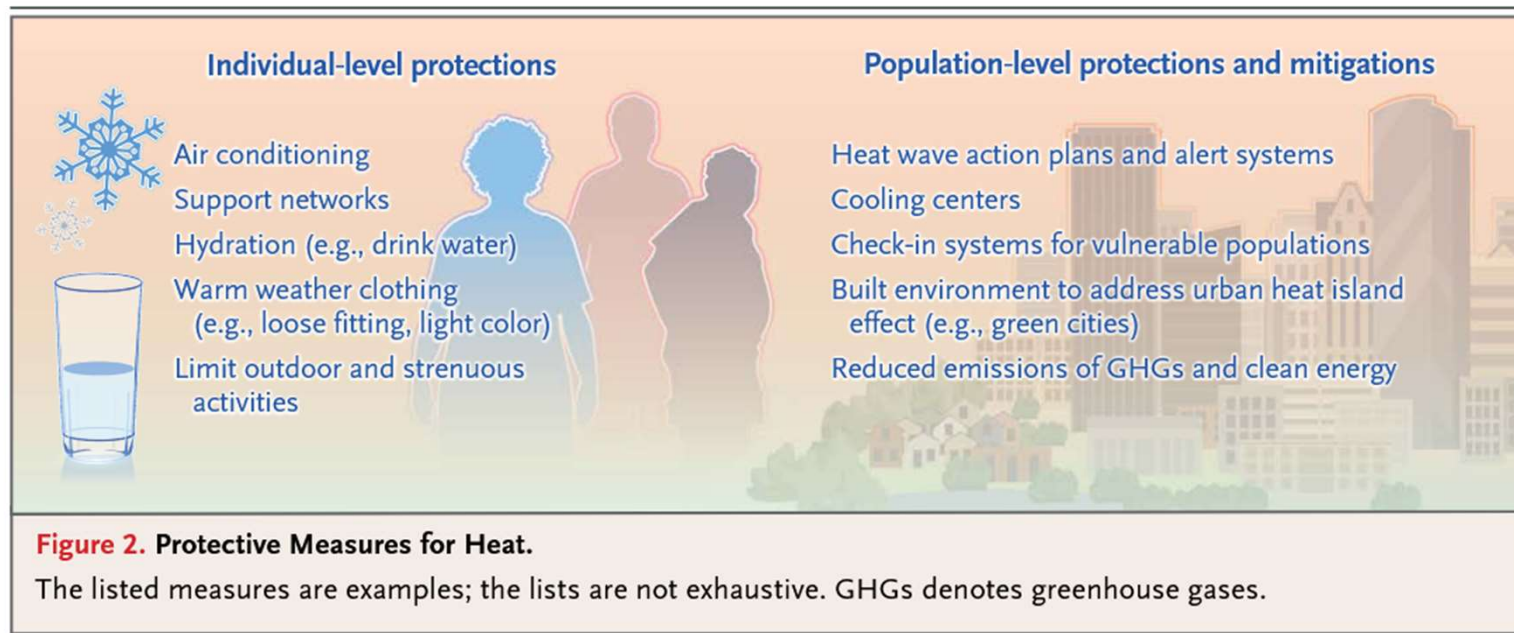 Individual-level protections
Air conditioning
Support networks
Hydration (e.g., drink water)
Warm weather clothing
(e.g., loose fitting, light color)
Limit outdoor and strenuous
activities
Population-level protections and mitigations
Heat wave action plans and alert systems
Cooling centers
Check-in systems for vulnerable populations
Built environment to address urban heat island
effect (e.g., green cities)
Reduced emissions of GHGs and clean energy
Figure 2. Protective Measures for Heat.
The listed measures are examples; the lists are not exhaustive. GHGs denotes greenhouse gases.